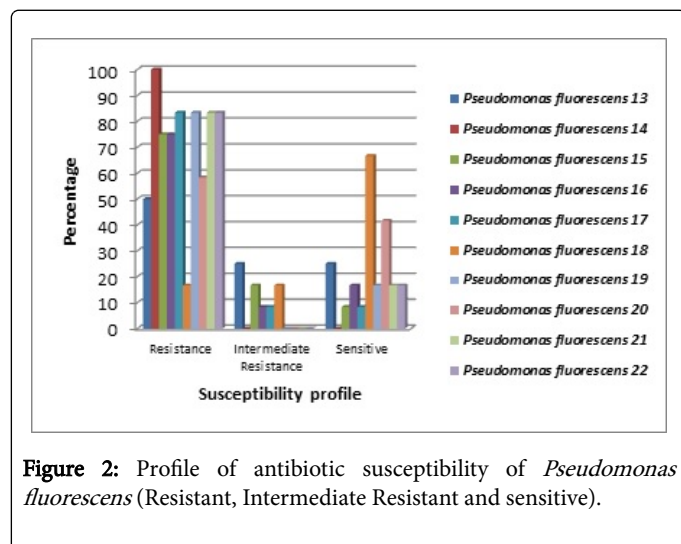 100
90
80
70
60
50
40
30
20
10
0
Percentage
Resistance
Intermediate
Resistance
Sensitive
Susceptibility profile
Pseudomonas fluorescens 13
Pseudomonas fluorescens 14
Pseudomonas fluorescens 15
Pseudomonas fluorescens 16
Pseudomonas fluorescens 17
Pseudomonas fluorescens 18
Pseudomonas fluorescens 19
Pseudomonas fluorescens 20
Pseudomonas fluorescens 21
Pseudomonas fluorescens 22
Figure 2: Profile of antibiotic susceptibility of Pseudomonas
fluorescens (Resistant, Intermediate Resistant and sensitive).